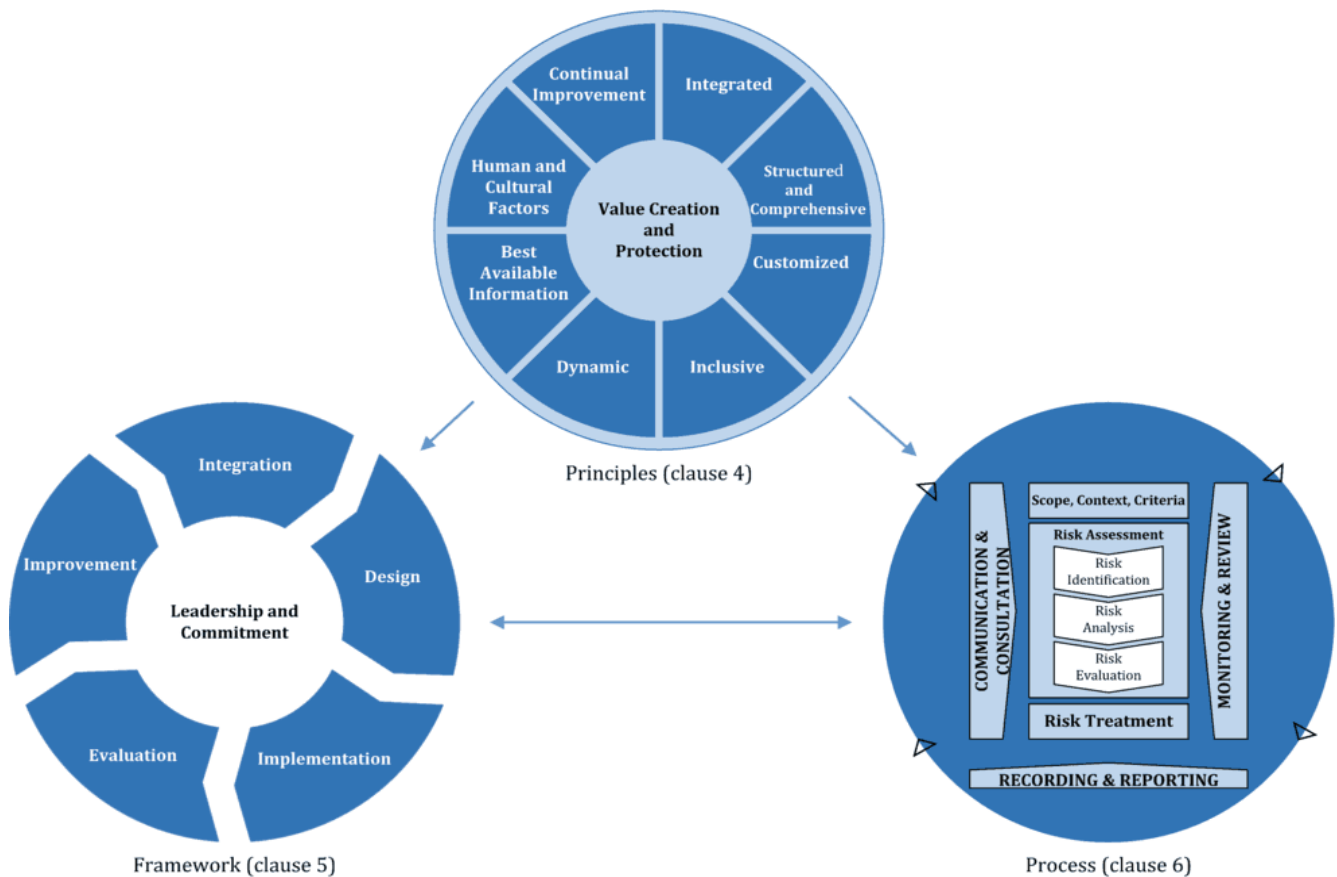 Continual
Improvement
Integrated
Structured
and
Comprehensive
Customized
Inclusive
Dynamic
Best
Available
Information
Human and
Cultural
Factors
Value Creation
and
Protection
Principles (clause 4)
Integration
Design
Implementation
Evaluation
Improvement
Leadership and
Commitment
Framework (clause 5)
COMMUNICATION &
CONSULTATION
Scope, Context, Criteria
Risk Assessment
Risk
Identification
Risk
Analysis
Risk
Evaluation
Risk Treatment
MONITORING & REVIEW
RECORDING & REPORTING
Process (clause 6)